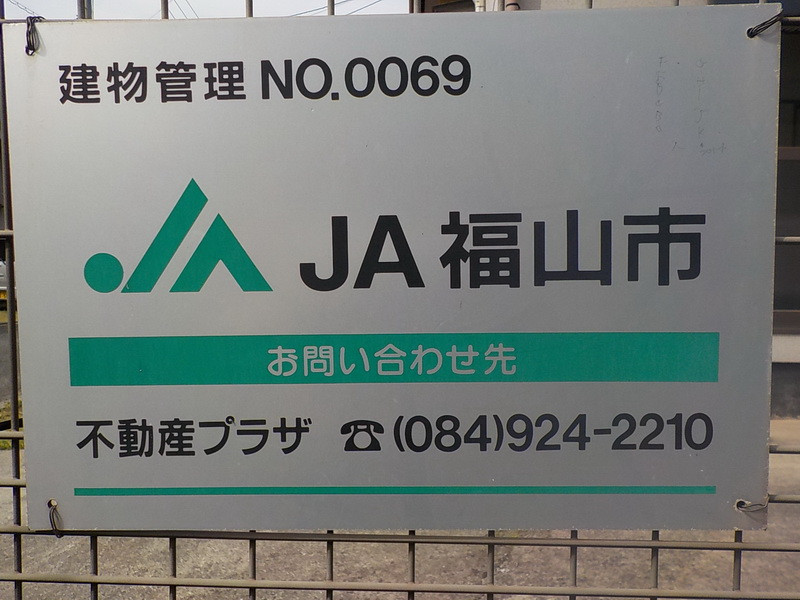 建物管理 NO.0069
JA JA福山市
お問い合わせ先
不動産プラザ ☎(084)924-2210